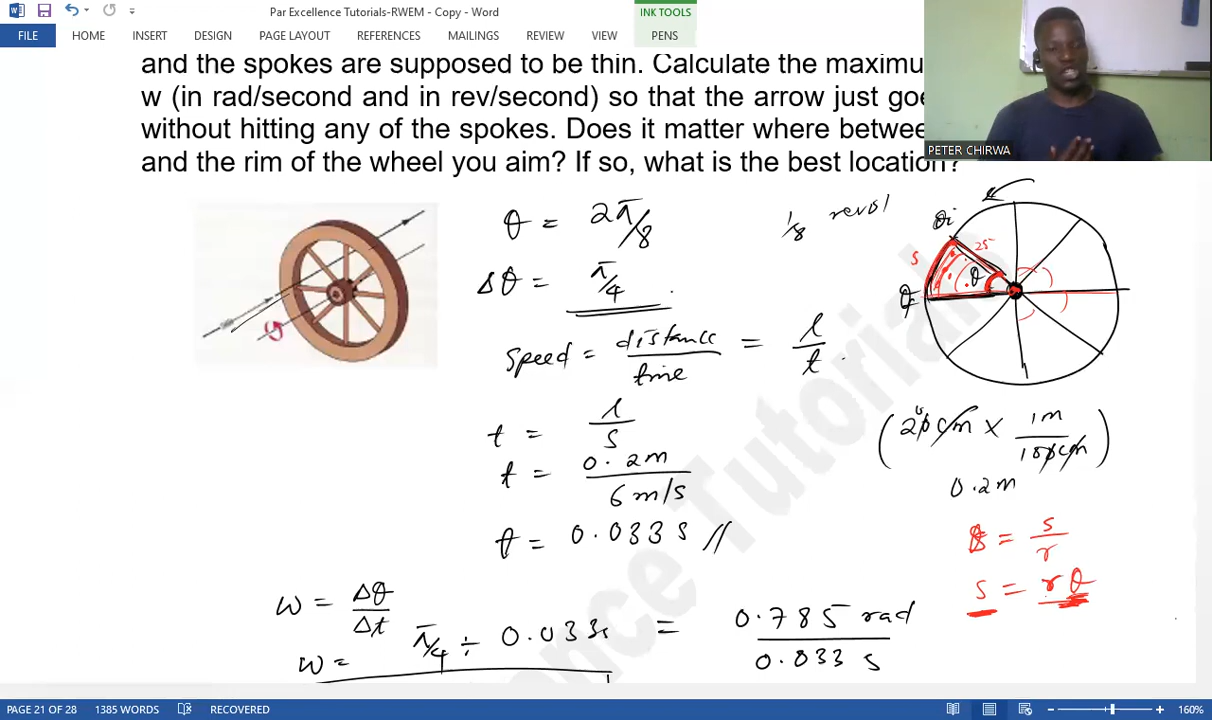 Par Excellence Tutorials-RWEM - Copy - Word
INK TOOLS
FILE HOME INSERT DESIGN PAGE LAYOUT REFERENCES MAILINGS REVIEW VIEW PENS
and the spokes are supposed to be thin. Calculate the maximu
w (in rad/second and in rev/second) so that the arrow just goe
without hitting any of the spokes. Does it matter where betwee
and the rim of the wheel you aim? If so, what is the best location?
PETER CHIRWA
θ = 2π/8
1/8 revol
Δθ = π/4
θi
s
25
θ
θf
speed = distance/time = l/t
t = l/s
(20cm × 1m/100cm)
t = 0.2m/6m/s
0.2m
t = 0.033s //
θ = s/r
s = rθ
w = Δθ/Δt
w = π/4 ÷ 0.033s = 0.785 rad/0.033 s
Tutorials
PAGE 21 OF 28 1385 WORDS RECOVERED 160%